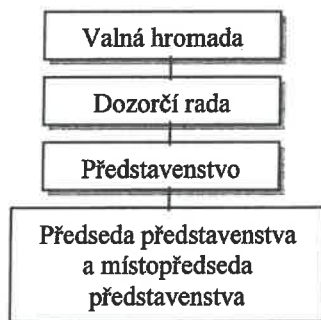 Valná hromada
Dozorčí rada
Představenstvo
Předseda představenstva
a místopředseda
představenstva